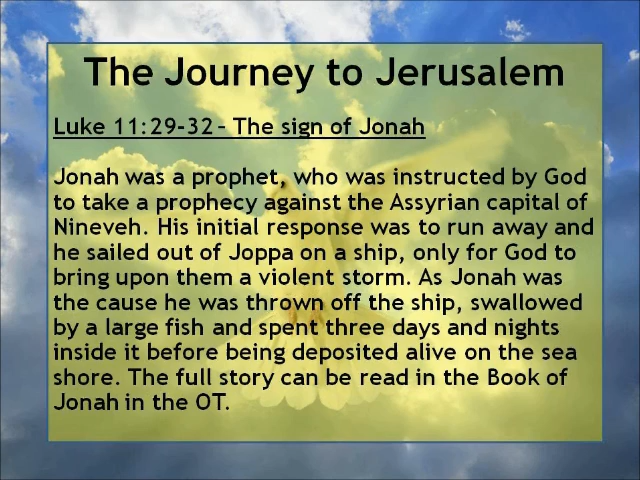 The Journey to Jerusalem
Luke 11:29-32 – The sign of Jonah
Jonah was a prophet, who was instructed by God
to take a prophecy against the Assyrian capital of
Nineveh. His initial response was to run away and
he sailed out of Joppa on a ship, only for God to
bring upon them a violent storm. As Jonah was
the cause he was thrown off the ship, swallowed
by a large fish and spent three days and nights
inside it before being deposited alive on the sea
shore. The full story can be read in the Book of
Jonah in the OT.